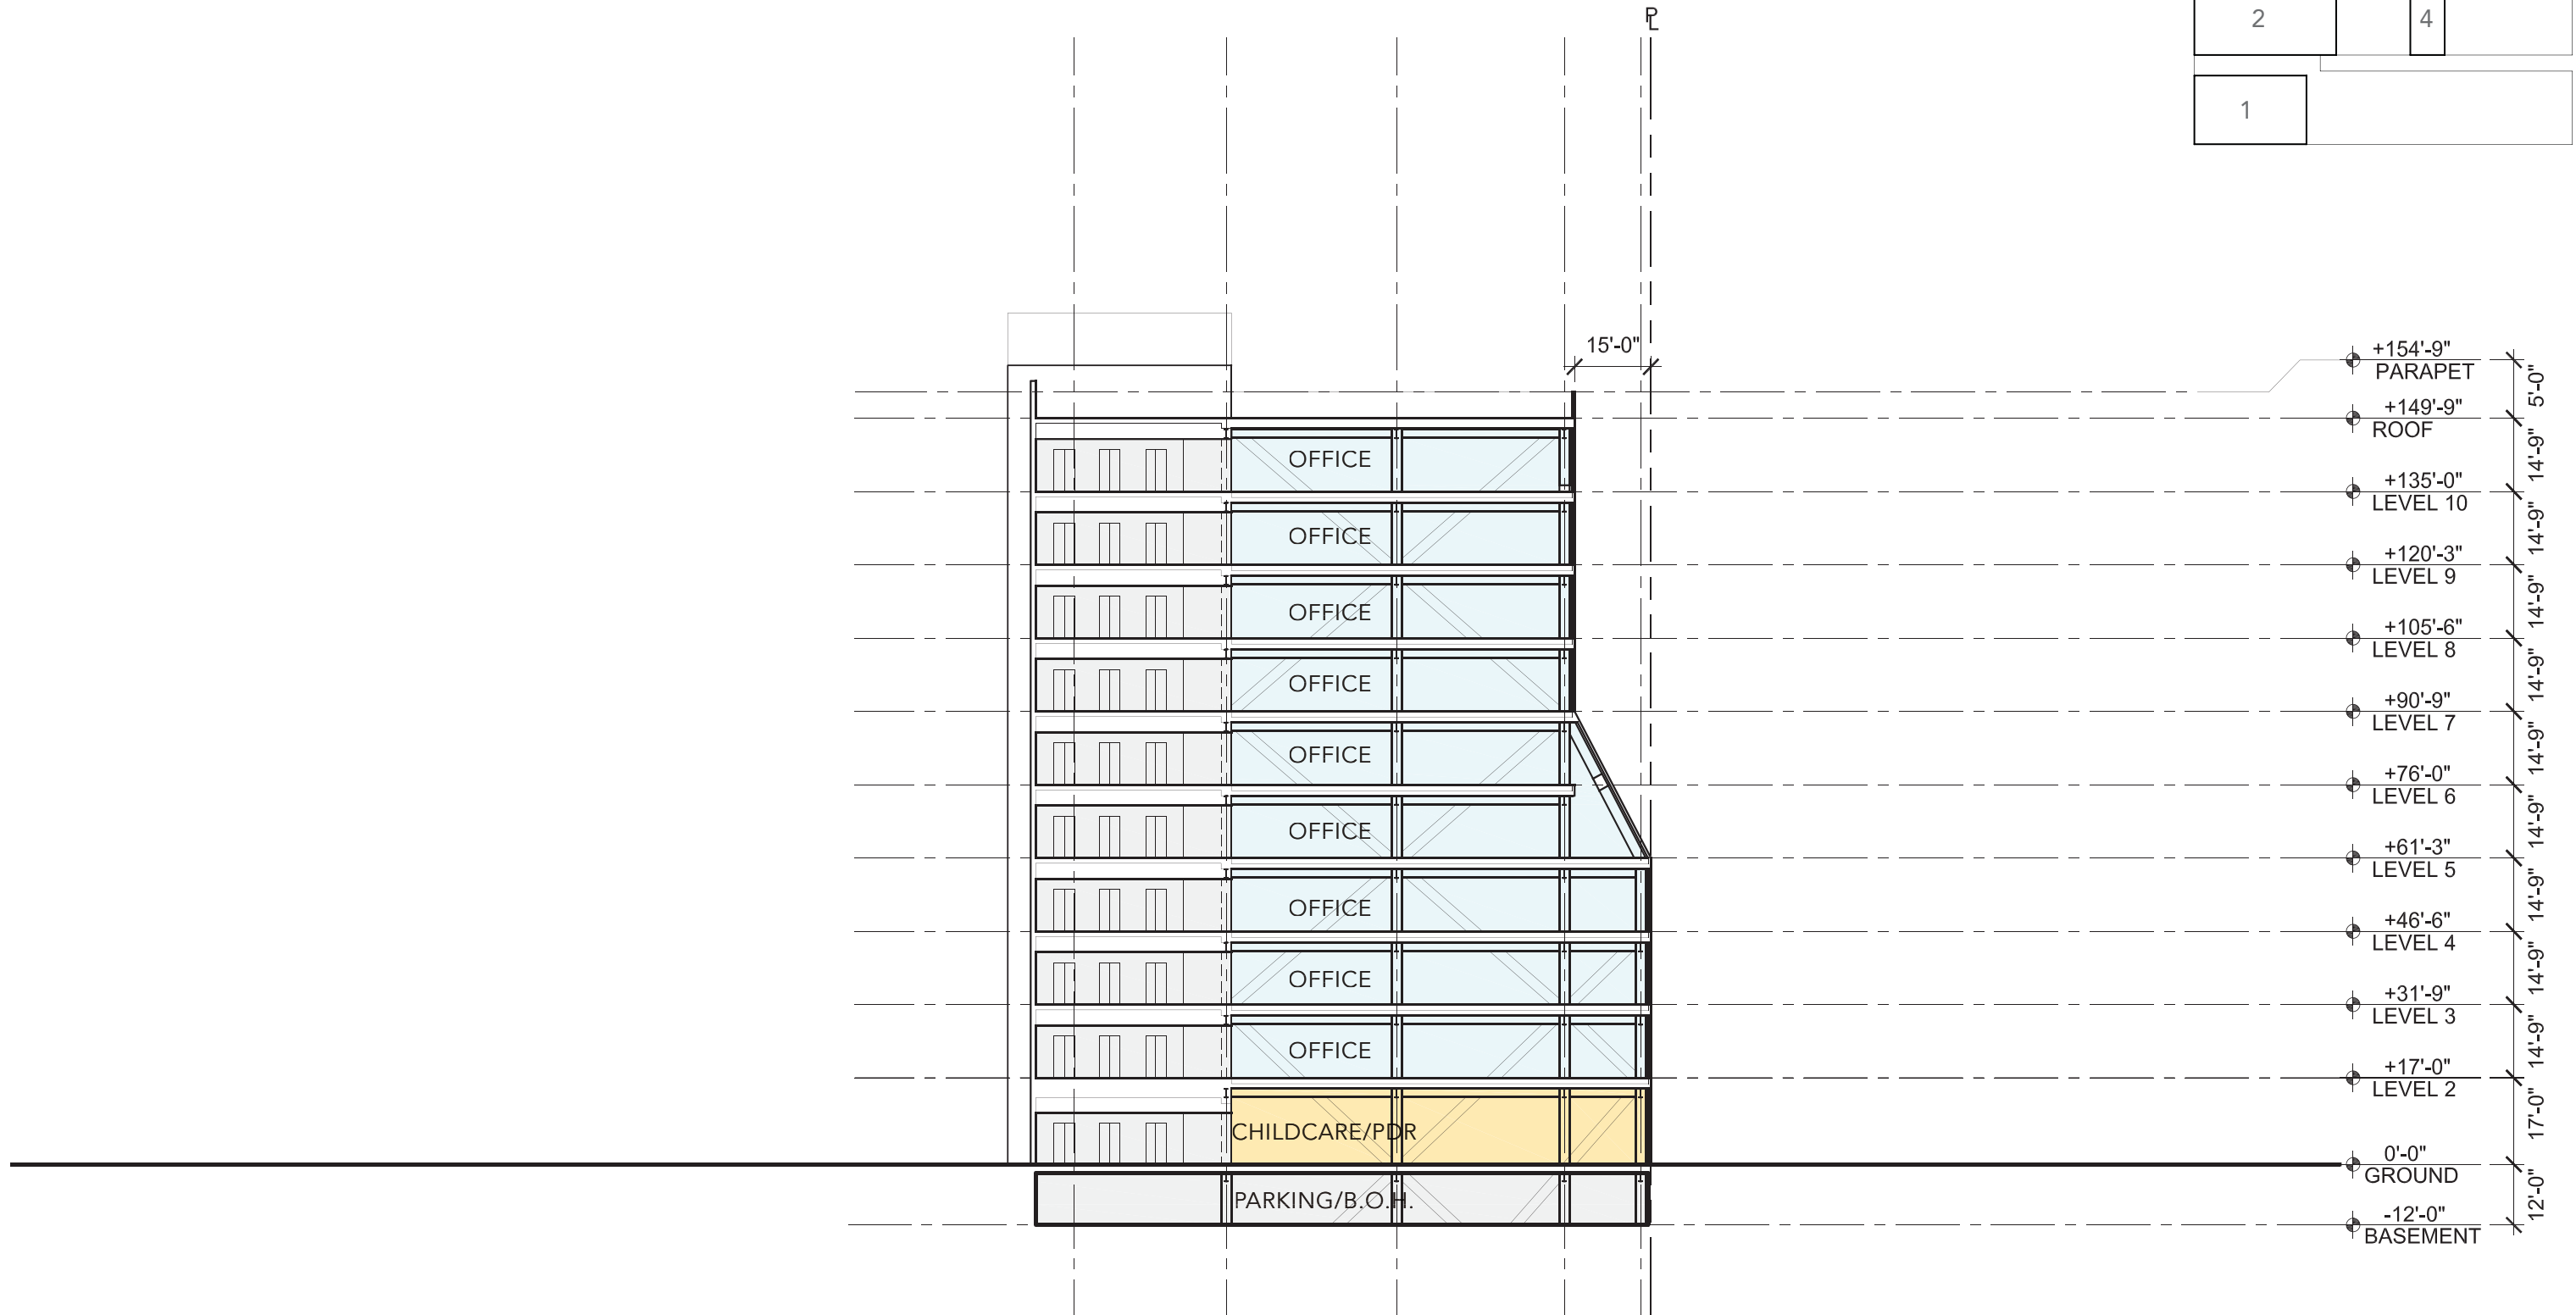 PL
2
4
1
15'-0"
+154'-9"
PARAPET
5'-0"
+149'-9"
ROOF
14'-9"
OFFICE
+135'-0"
LEVEL 10
14'-9"
OFFICE
+120'-3"
LEVEL 9
14'-9"
OFFICE
+105'-6"
LEVEL 8
14'-9"
OFFICE
+90'-9"
LEVEL 7
14'-9"
OFFICE
+76'-0"
LEVEL 6
14'-9"
OFFICE
+61'-3"
LEVEL 5
14'-9"
OFFICE
+46'-6"
LEVEL 4
14'-9"
OFFICE
+31'-9"
LEVEL 3
14'-9"
OFFICE
+17'-0"
LEVEL 2
17'-0"
CHILDCARE/PDR
0'-0"
GROUND
12'-0"
PARKING/B.O.H.
-12'-0"
BASEMENT